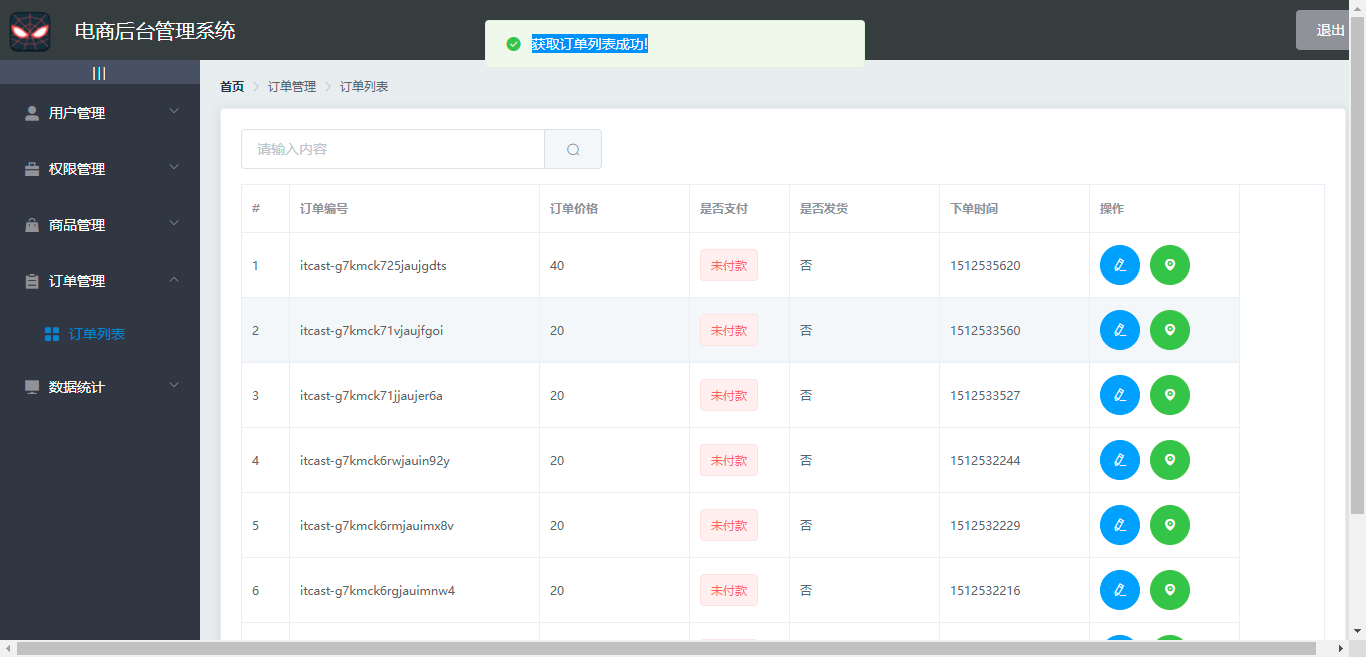 电商后台管理系统
获取订单列表成功!
退出
|||
首页 订单管理 订单列表
用户管理
权限管理
商品管理
订单管理
订单列表
数据统计
请输入内容
# 订单编号 订单价格 是否支付 是否发货 下单时间 操作
1 itcast-g7kmck725jaujgdts 40 未付款 否 1512535620
2 itcast-g7kmck71vjaujfgoi 20 未付款 否 1512533560
3 itcast-g7kmck71jjaujer6a 20 未付款 否 1512533527
4 itcast-g7kmck6rwjauin92y 20 未付款 否 1512532244
5 itcast-g7kmck6rmjauimx8v 20 未付款 否 1512532229
6 itcast-g7kmck6rgjauimnw4 20 未付款 否 1512532216